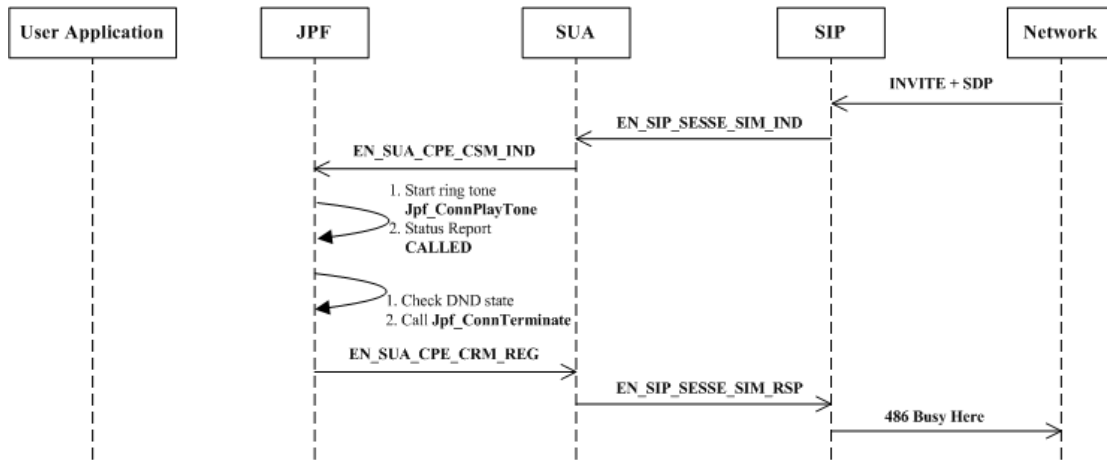 User Application
JPF
SUA
SIP
Network
INVITE + SDP
EN_SIP_SESSE_SIM_IND
EN_SUA_CPE_CSM_IND
1. Start ring tone
Jpf_ConnPlayTone
2. Status Report
CALLED
1. Check DND state
2. Call Jpf_ConnTerminate
EN_SUA_CPE_CRM_REG
EN_SIP_SESSE_SIM_RSP
486 Busy Here